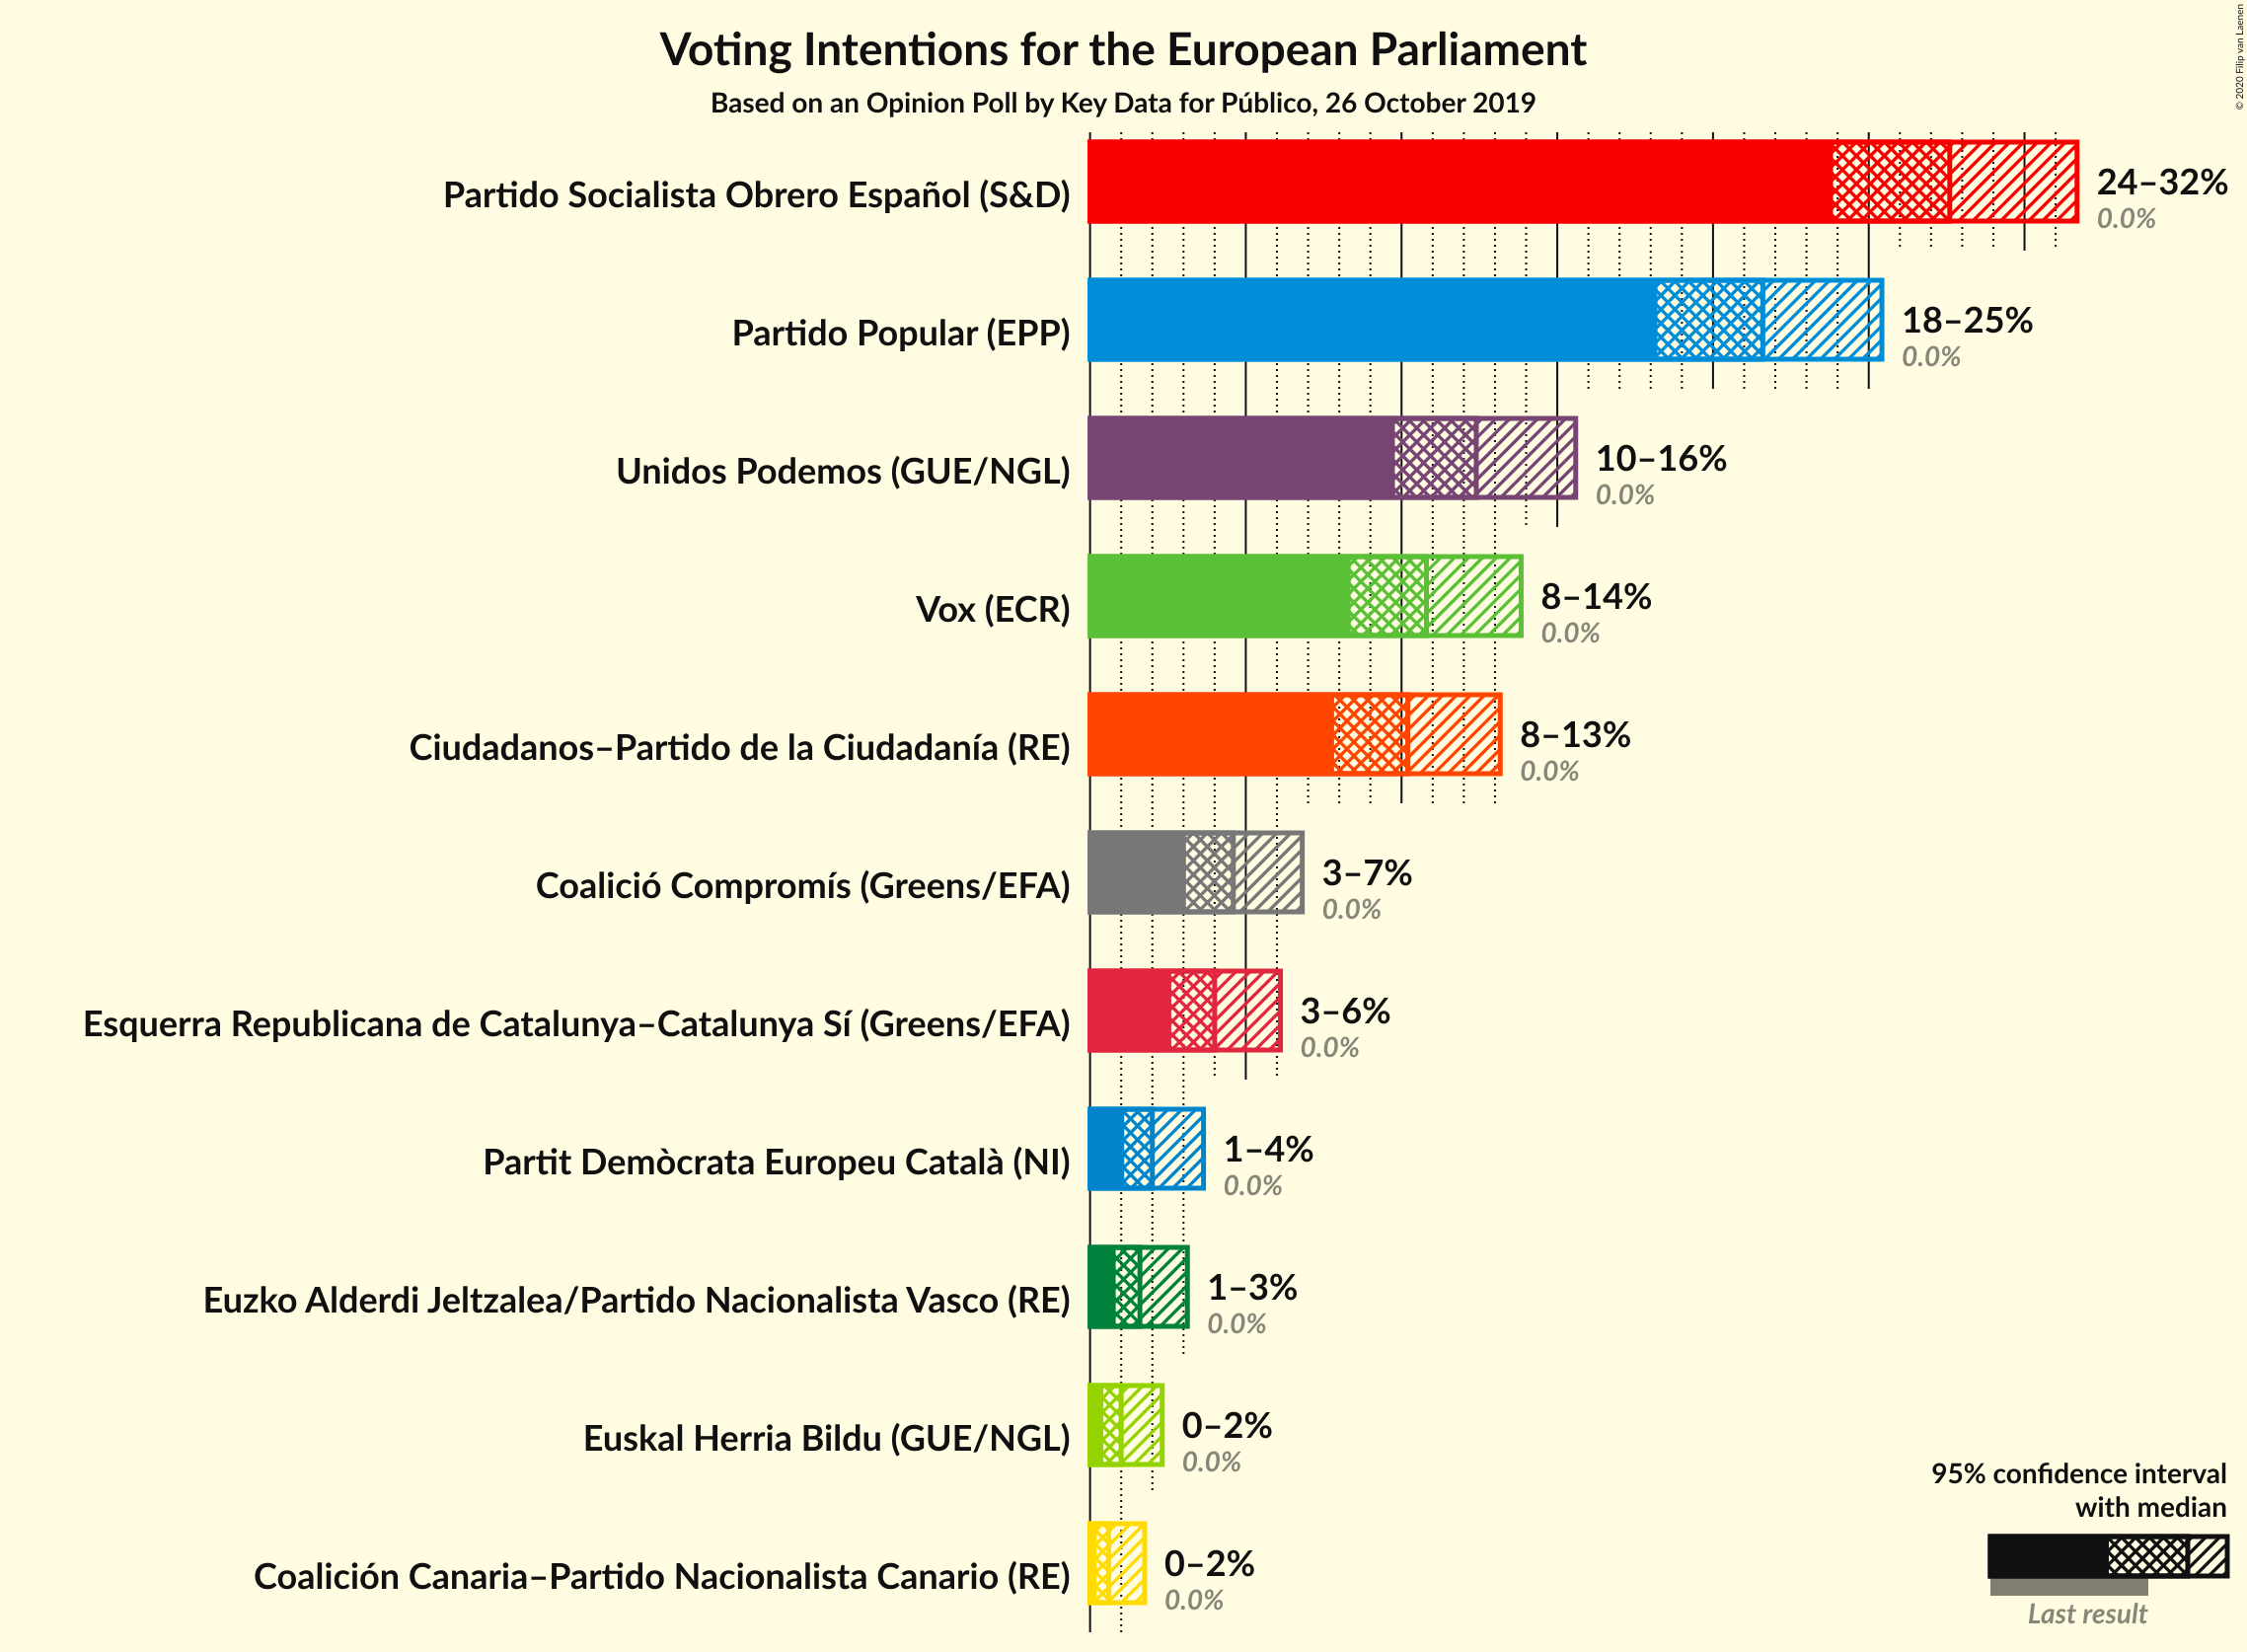 Voting Intentions for the European Parliament
Based on an Opinion Poll by Key Data for Público, 26 October 2019
© 2020 Filip van Laenen
Partido Socialista Obrero Español (S&D)
24–32%
0.0%
Partido Popular (EPP)
18–25%
0.0%
Unidos Podemos (GUE/NGL)
10–16%
0.0%
Vox (ECR)
8–14%
0.0%
Ciudadanos–Partido de la Ciudadanía (RE)
8–13%
0.0%
Coalició Compromís (Greens/EFA)
3–7%
0.0%
Esquerra Republicana de Catalunya–Catalunya Sí (Greens/EFA)
3–6%
0.0%
Partit Demòcrata Europeu Català (NI)
1–4%
0.0%
Euzko Alderdi Jeltzalea/Partido Nacionalista Vasco (RE)
1–3%
0.0%
Euskal Herria Bildu (GUE/NGL)
0–2%
0.0%
Coalición Canaria–Partido Nacionalista Canario (RE)
0–2%
0.0%
95% confidence interval
with median
Last result